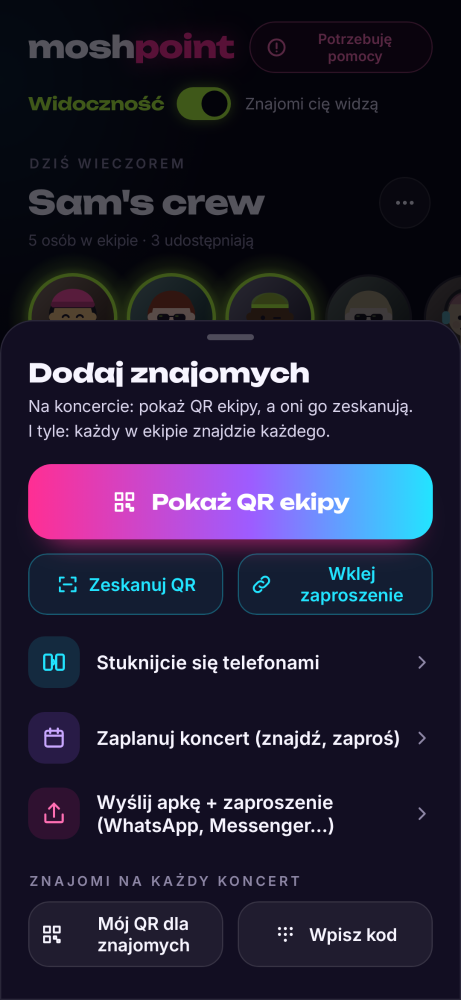 moshpoint
Potrzebuję
pomocy
Widoczność
Znajomi cię widzą
DZIŚ WIECZOREM
Sam's crew
5 osób w ekipie · 3 udostępniają
Dodaj znajomych
Na koncercie: pokaż QR ekipy, a oni go zeskanują.
I tyle: każdy w ekipie znajdzie każdego.
Pokaż QR ekipy
Zeskanuj QR
Wklej
zaproszenie
Stuknijcie się telefonami
Zaplanuj koncert (znajdź, zaproś)
Wyślij apkę + zaproszenie
(WhatsApp, Messenger...)
ZNAJOMI NA KAŻDY KONCERT
Mój QR dla
znajomych
Wpisz kod